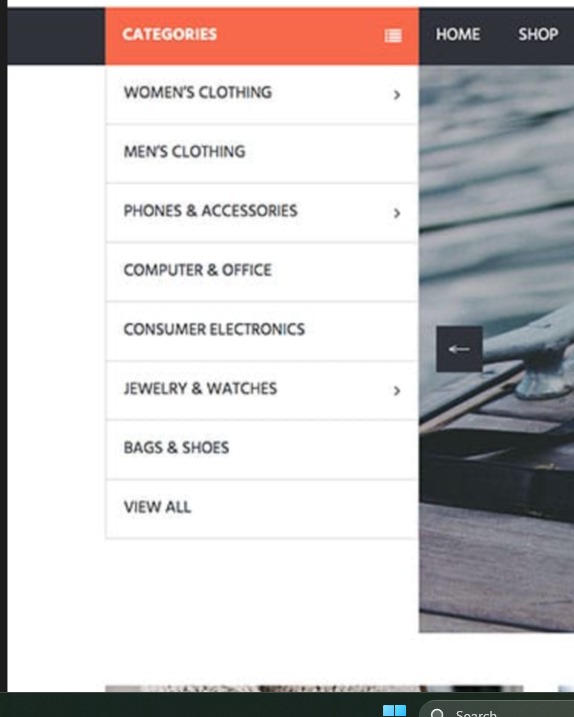 CATEGORIES
HOME SHOP
WOMEN'S CLOTHING
MEN'S CLOTHING
PHONES & ACCESSORIES
COMPUTER & OFFICE
CONSUMER ELECTRONICS
JEWELRY & WATCHES
BAGS & SHOES
VIEW ALL
Search